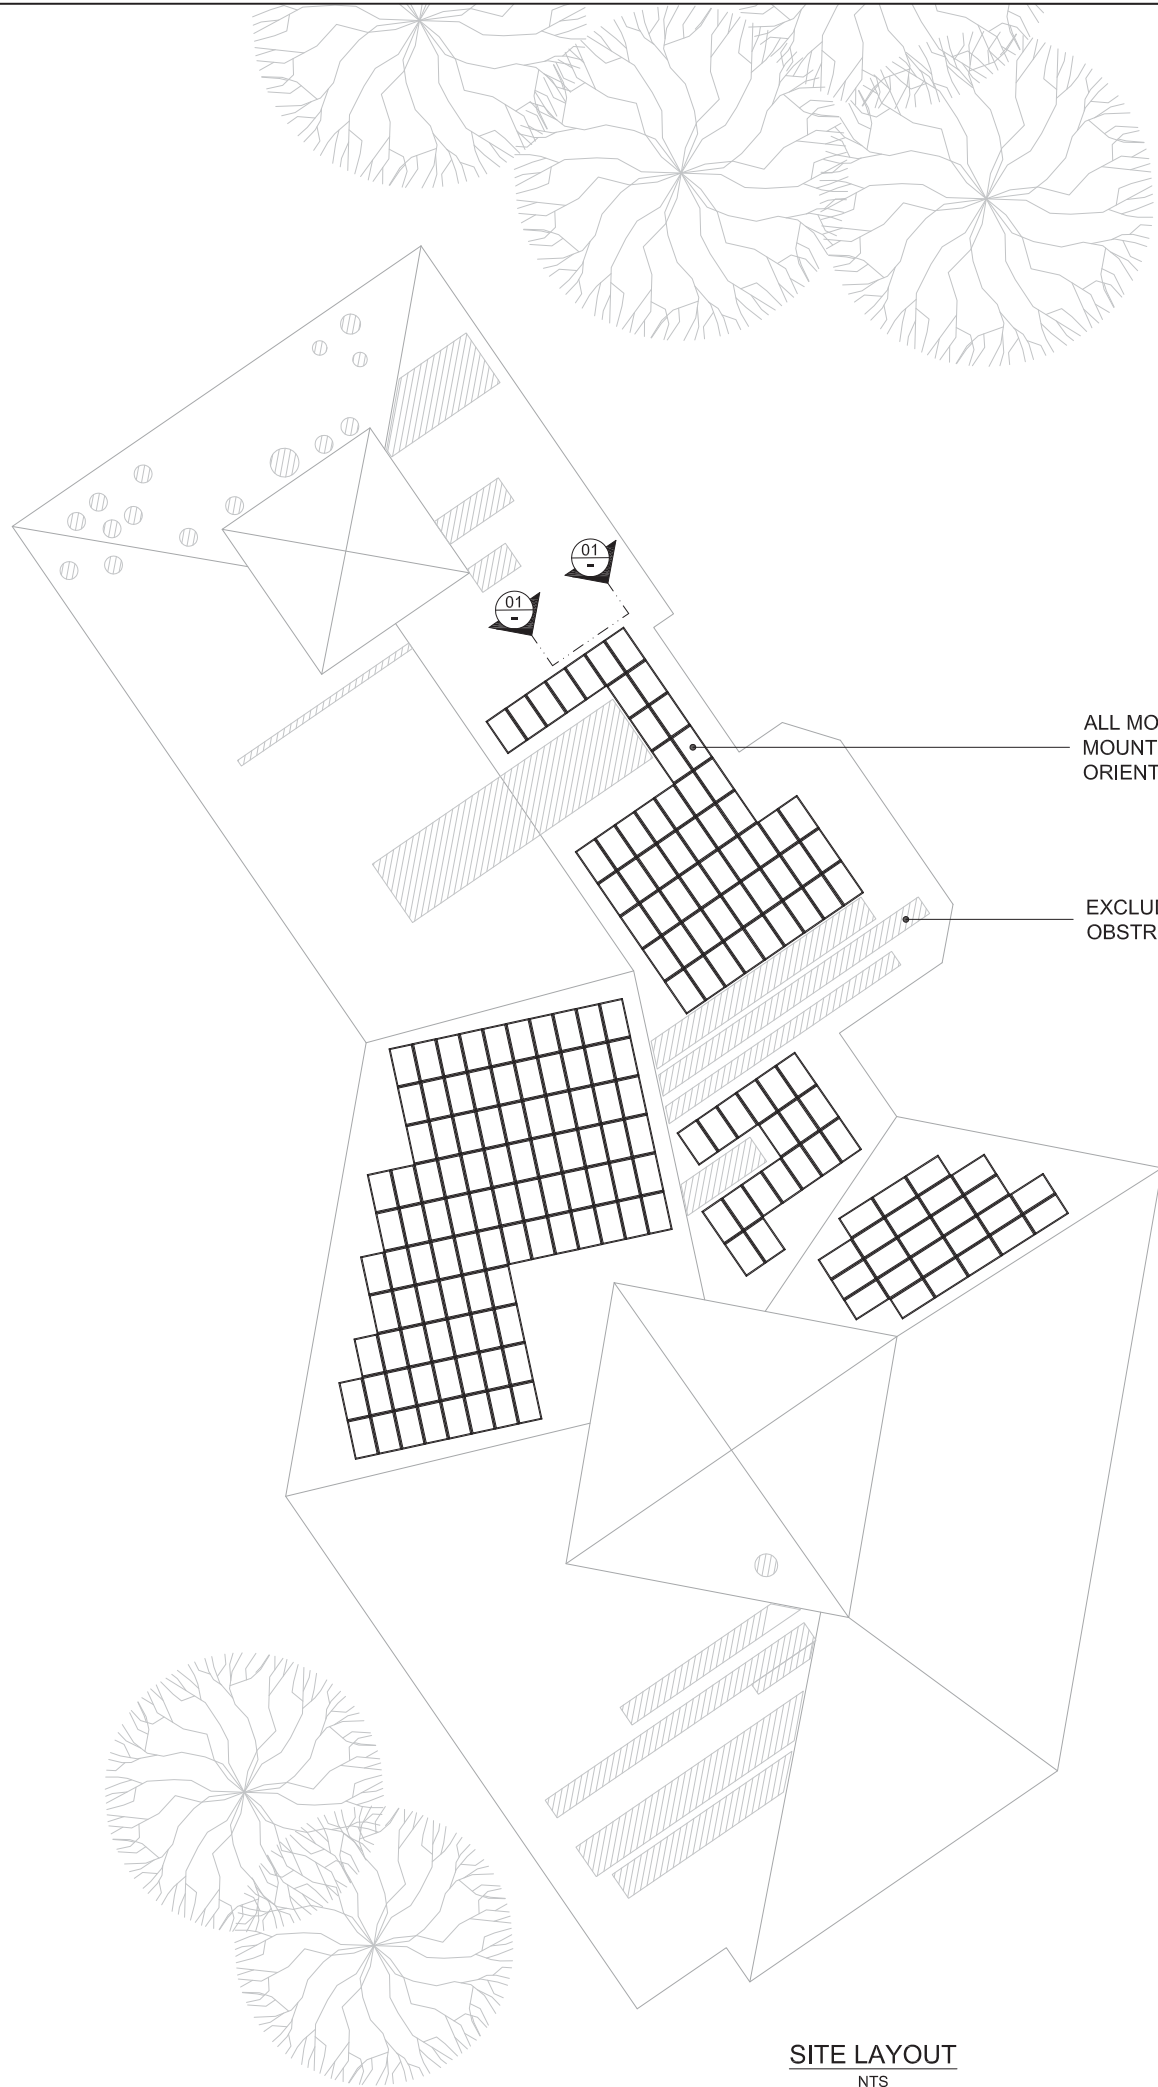 01
-
01
-
ALL MO
MOUNT
ORIENT
EXCLU
OBSTR
SITE LAYOUT
NTS